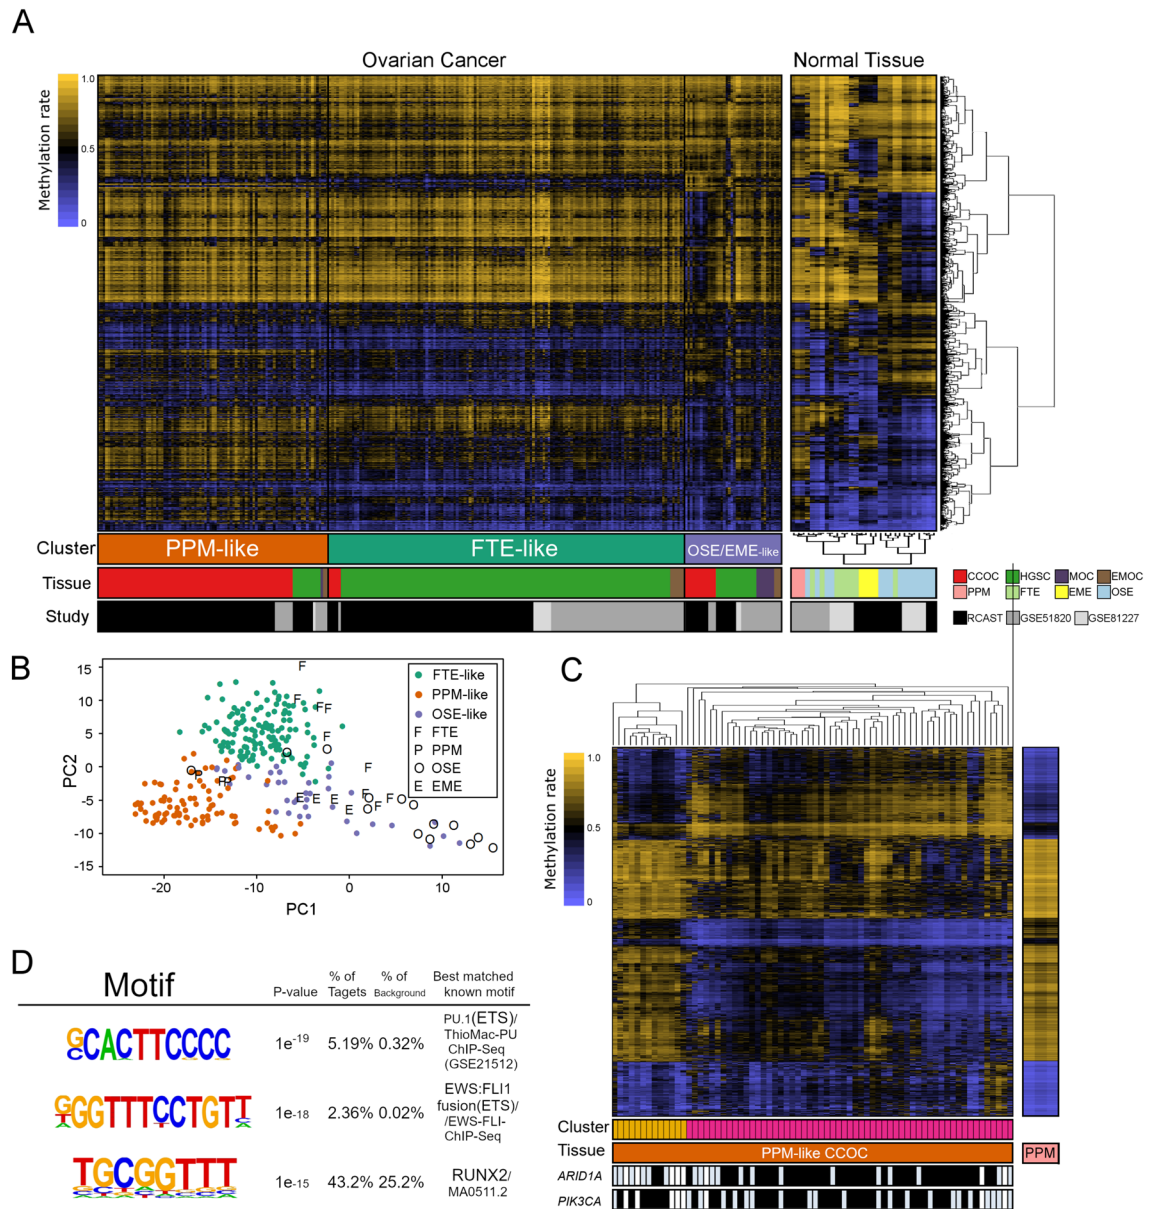 A
Ovarian Cancer
Normal Tissue
Methylation rate
1.0
0.5
0
Cluster
PPM-like
FTE-like
OSE/EME-like
Tissue
CCOC HGSC MOC EMOC
PPM FTE EME OSE
Study
RCAST GSE51820 GSE81227
B
PC2
15
10
5
0
-5
-10
-15
-20 -10 0 10
PC1
FTE-like
PPM-like
OSE-like
F FTE
P PPM
O OSE
E EME
C
Methylation rate
1.0
0.5
0
Cluster
Tissue
PPM-like CCOC
PPM
ARID1A
PIK3CA
D
Motif
P-value
% of
Tagets
% of
Background
Best matched
known motif
GCACTTCCCC
1e-19
5.19%
0.32%
PU.1(ETS)/
ThioMac-PU
ChIP-Seq
(GSE21512)
GGGTTTCCTGTT
1e-18
2.36%
0.02%
EWS:FLI1
fusion(ETS)/
/EWS-FLI-
ChIP-Seq
TGCGGTTT
1e-15
43.2%
25.2%
RUNX2/
MA0511.2